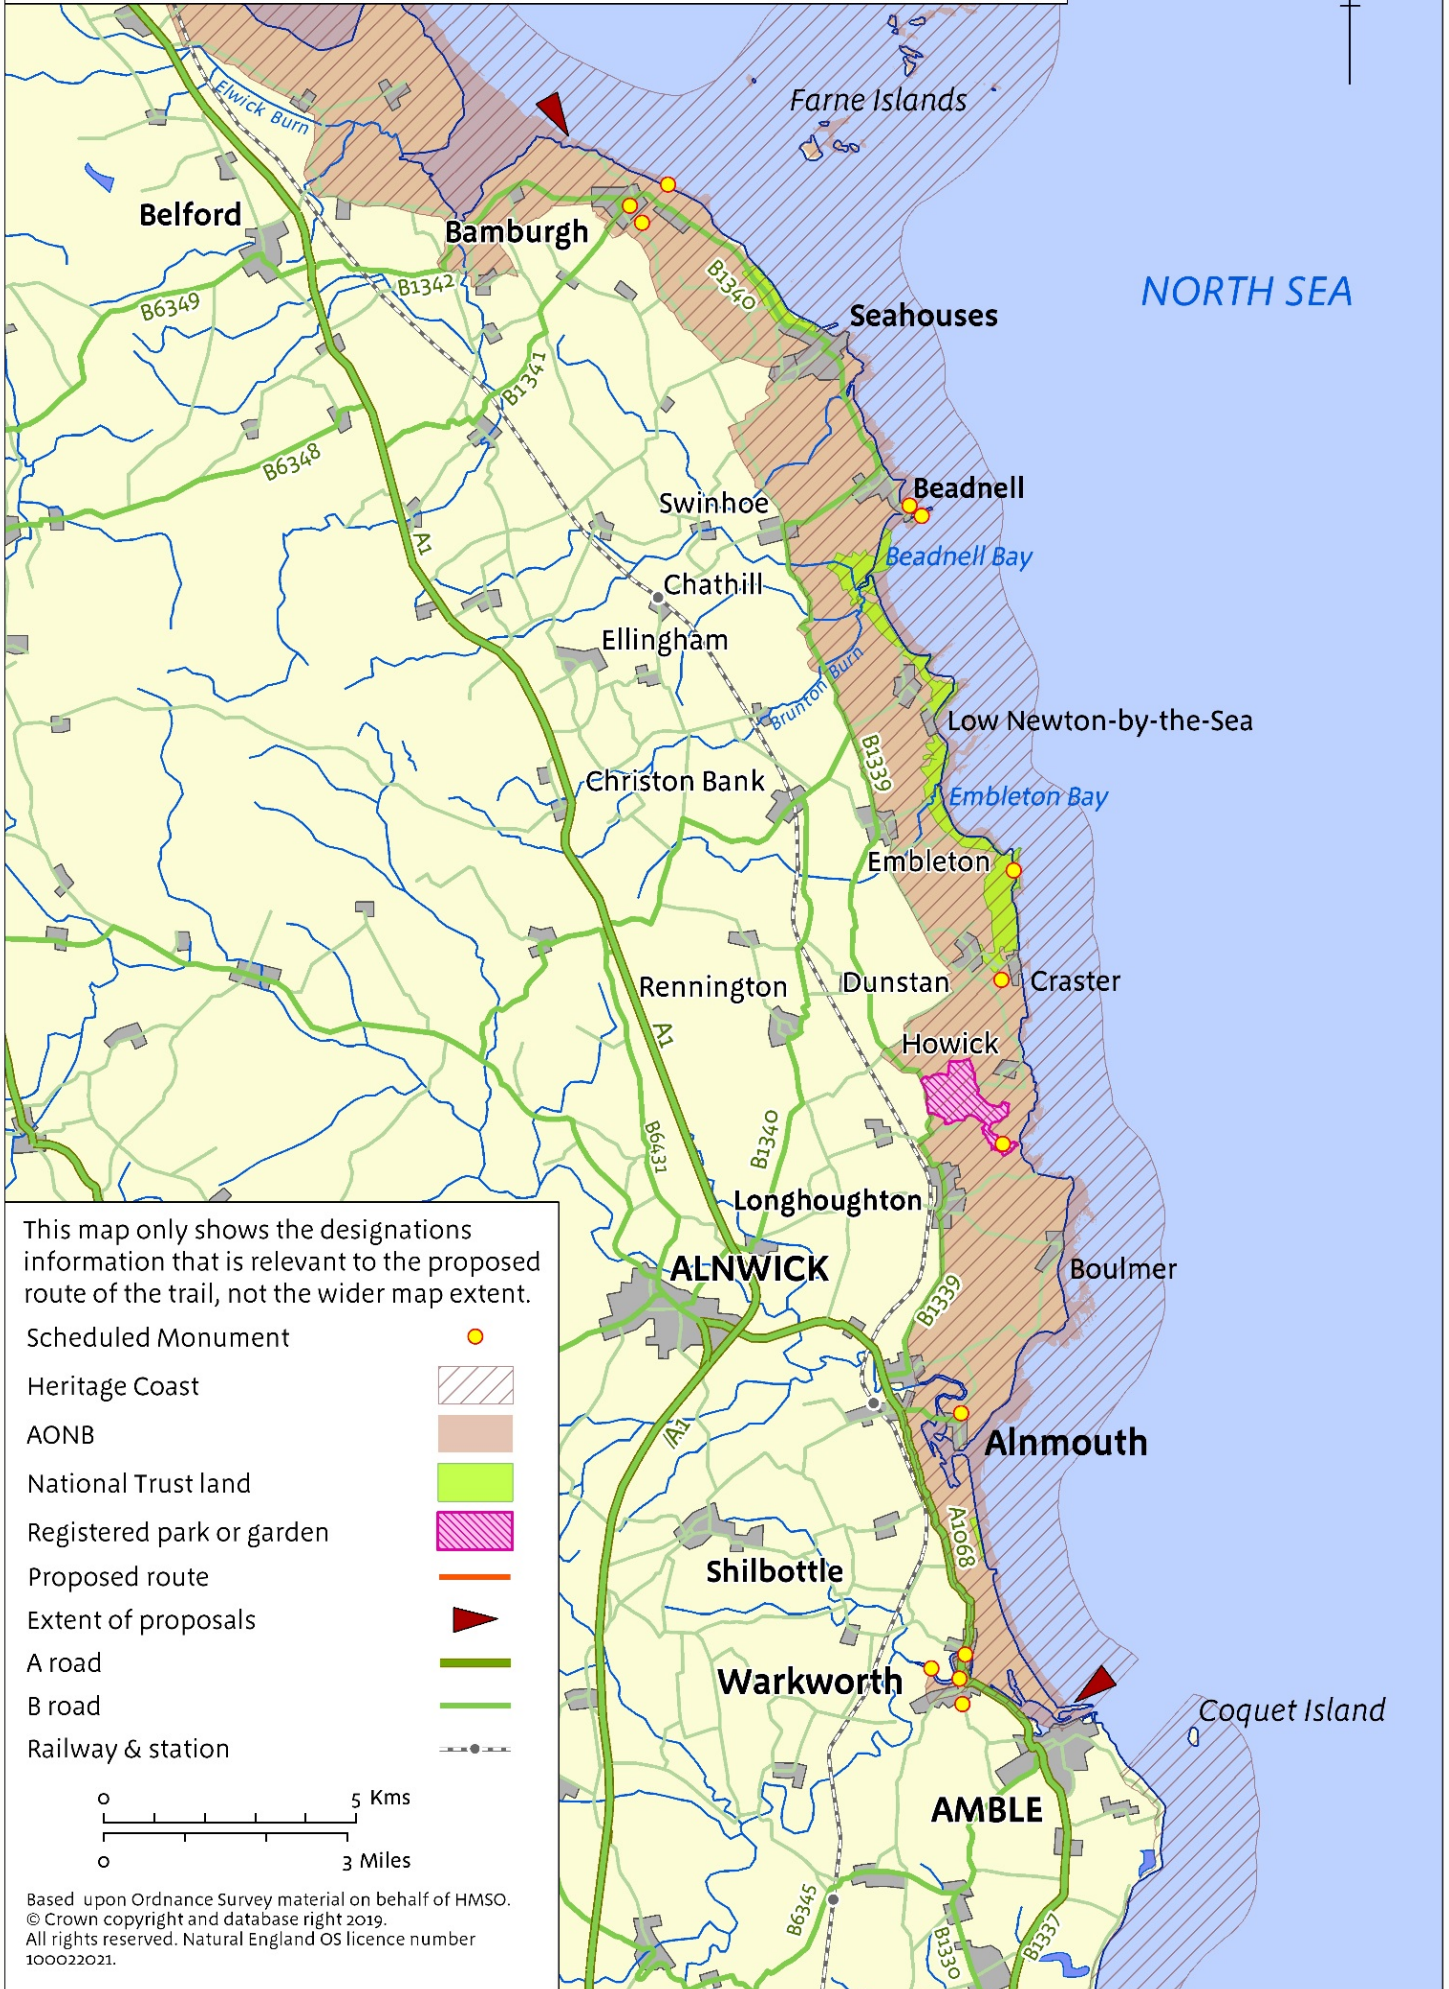 Farne Islands
Elwick Burn
Belford
Bamburgh
NORTH SEA
B1340
B1342
B6349
Seahouses
B1341
B6348
Beadnell
Swinhoe
A1
Beadnell Bay
Chathill
Ellingham
Brunton Burn
Low Newton-by-the-Sea
B1339
Christon Bank
Embleton Bay
Embleton
Rennington
Dunstan
Craster
A1
Howick
B6431
B1340
Longhoughton
ALNWICK
Boulmer
B1339
A1
Alnmouth
A1068
Shilbottle
Warkworth
Coquet Island
AMBLE
B6345
B1330
B1337
This map only shows the designations
information that is relevant to the proposed
route of the trail, not the wider map extent.
Scheduled Monument
Heritage Coast
AONB
National Trust land
Registered park or garden
Proposed route
Extent of proposals
A road
B road
Railway & station
0 5 Kms
0 3 Miles
Based upon Ordnance Survey material on behalf of HMSO.
© Crown copyright and database right 2019.
All rights reserved. Natural England OS licence number
100022021.